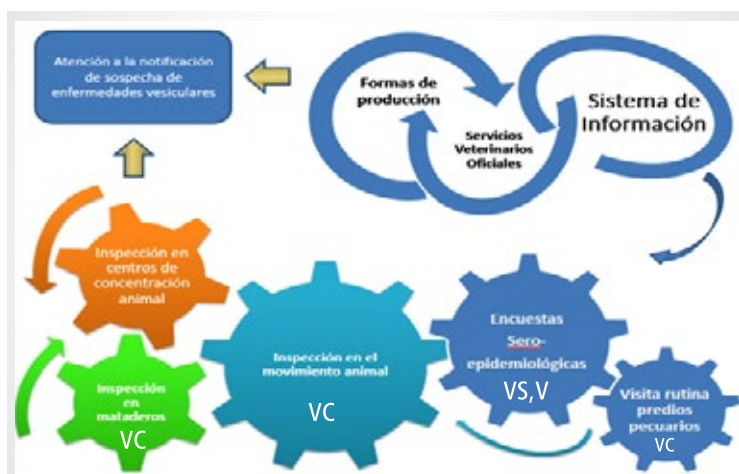 Atención a la notificación
de sospecha de
enfermedades vesiculares
Formas de
producción
Servicios
Veterinarios
Oficiales
Sistema de
Información
Inspección en
centros de
concentración
animal
Inspección
en
mataderos
VC
Inspección en el
movimiento animal
VC
Encuestas
Sero-
epidemiológicas
VS,V
Visita rutina
predios
pecuarios
VC